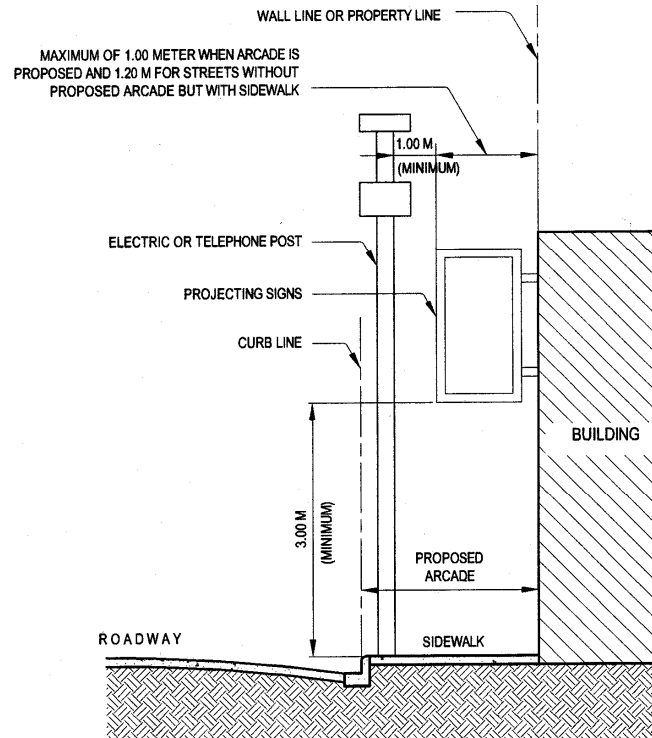 WALL LINE OR PROPERTY LINE
MAXIMUM OF 1.00 METER WHEN ARCADE IS
PROPOSED AND 1.20 M FOR STREETS WITHOUT
PROPOSED ARCADE BUT WITH SIDEWALK
1.00 M
(MINIMUM)
ELECTRIC OR TELEPHONE POST
PROJECTING SIGNS
CURB LINE
BUILDING
3.00 M
(MINIMUM)
PROPOSED
ARCADE
ROADWAY
SIDEWALK